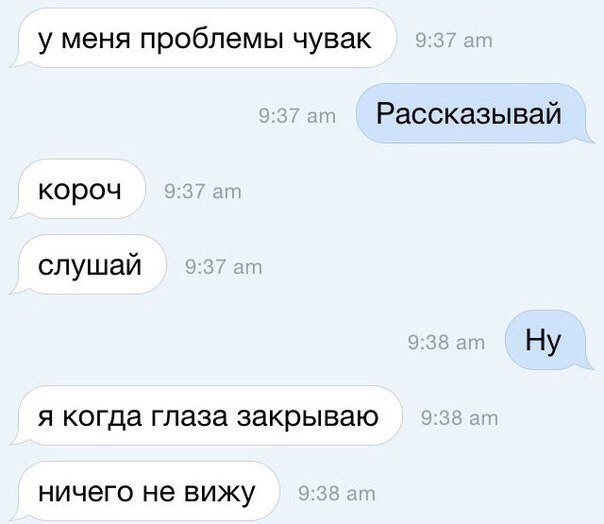 у меня проблемы чувак 9:37 am
9:37 am Рассказывай
короч 9:37 am
слушай 9:37 am
9:38 am Ну
я когда глаза закрываю 9:38 am
ничего не вижу 9:38 am